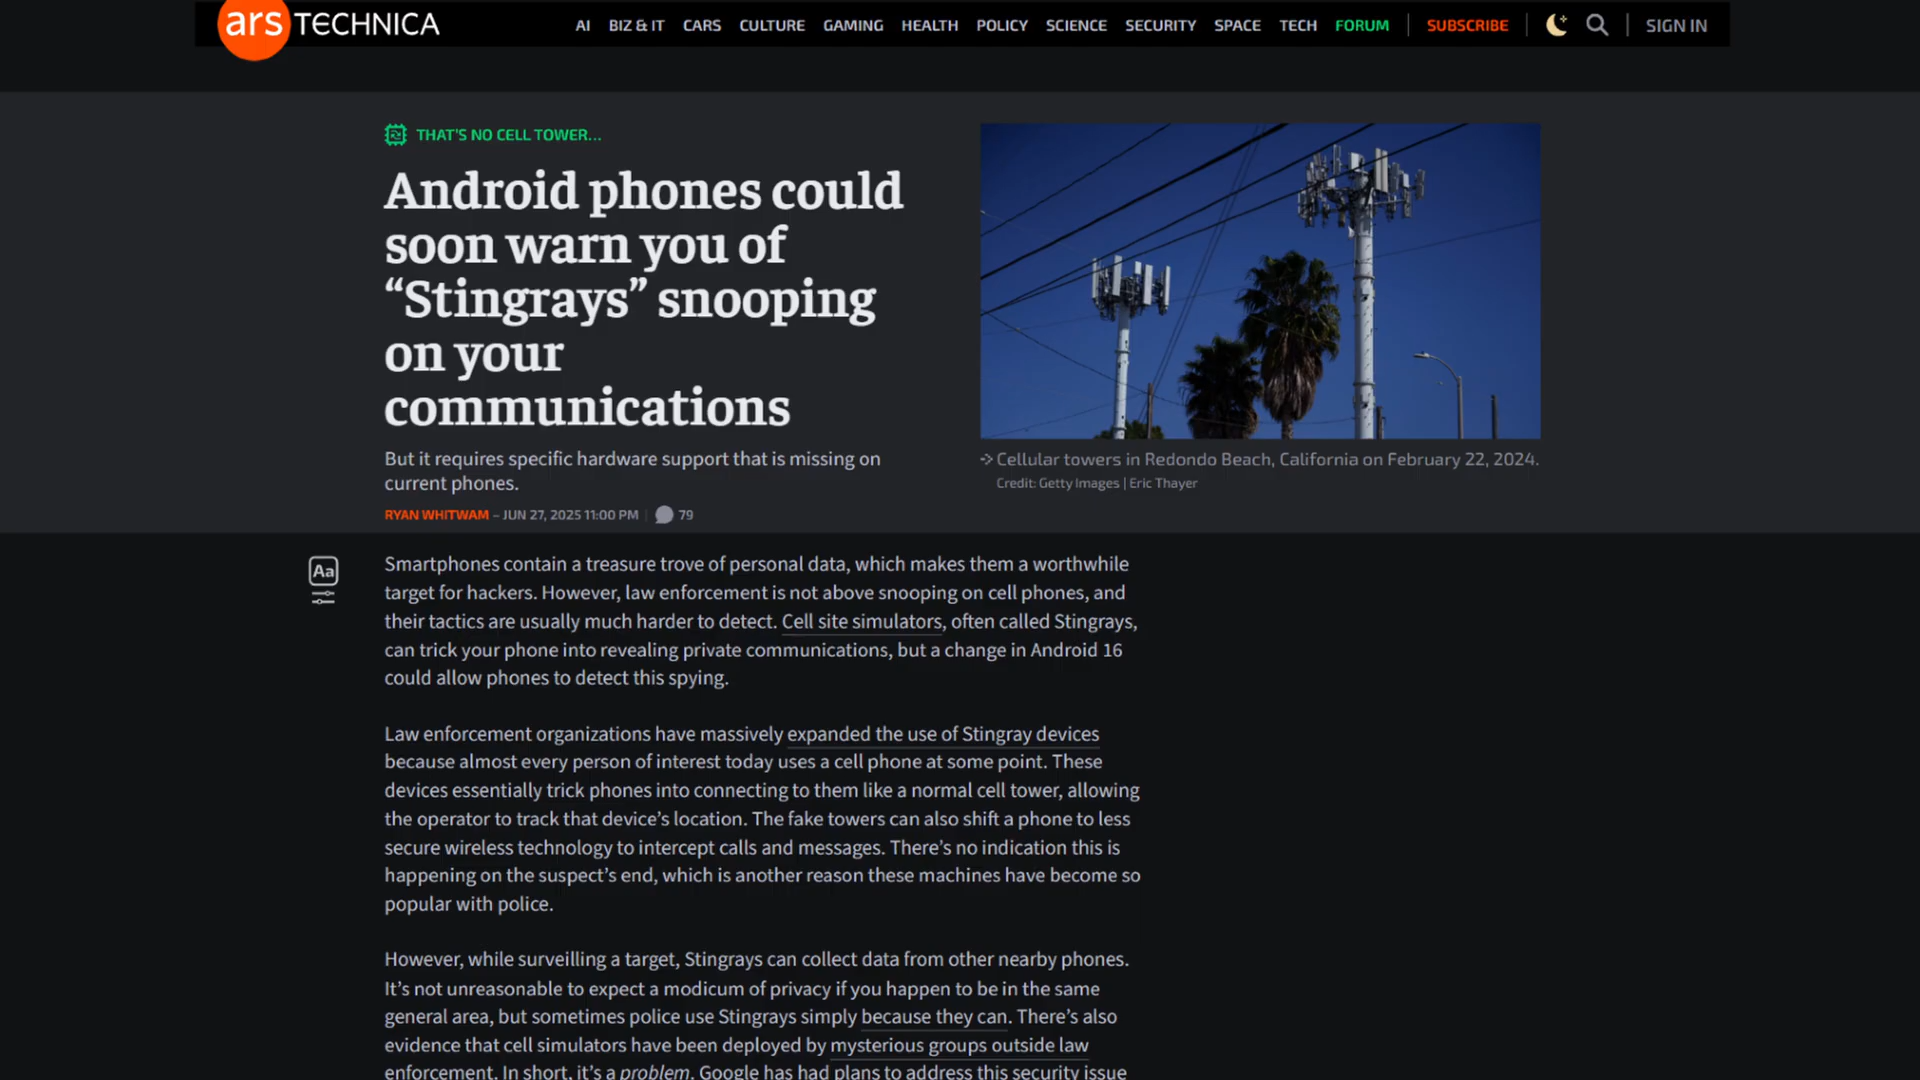 ars TECHNICA
AI BIZ & IT CARS CULTURE GAMING HEALTH POLICY SCIENCE SECURITY SPACE TECH FORUM SUBSCRIBE SIGN IN
THAT'S NO CELL TOWER…
Android phones could
soon warn you of
“Stingrays” snooping
on your
communications
But it requires specific hardware support that is missing on
current phones.
RYAN WHITWAM – JUN 27, 2025 11:00 PM 79
Cellular towers in Redondo Beach, California on February 22, 2024.
Credit: Getty Images | Eric Thayer
Aa
Smartphones contain a treasure trove of personal data, which makes them a worthwhile
target for hackers. However, law enforcement is not above snooping on cell phones, and
their tactics are usually much harder to detect. Cell site simulators, often called Stingrays,
can trick your phone into revealing private communications, but a change in Android 16
could allow phones to detect this spying.
Law enforcement organizations have massively expanded the use of Stingray devices
because almost every person of interest today uses a cell phone at some point. These
devices essentially trick phones into connecting to them like a normal cell tower, allowing
the operator to track that device’s location. The fake towers can also shift a phone to less
secure wireless technology to intercept calls and messages. There’s no indication this is
happening on the suspect’s end, which is another reason these machines have become so
popular with police.
However, while surveilling a target, Stingrays can collect data from other nearby phones.
It’s not unreasonable to expect a modicum of privacy if you happen to be in the same
general area, but sometimes police use Stingrays simply because they can. There’s also
evidence that cell simulators have been deployed by mysterious groups outside law
enforcement. In short, it’s a problem. Google has had plans to address this security issue